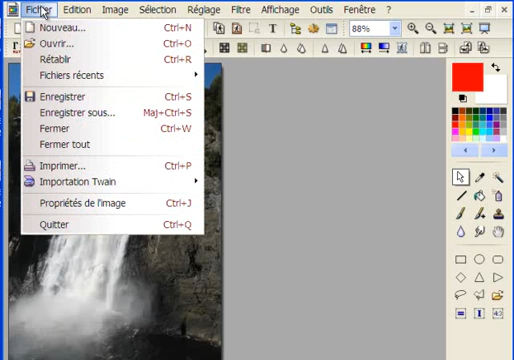 Fichier Edition Image Sélection Réglage Filtre Affichage Outils Fenêtre ?
88%
Nouveau... Ctrl+N
Ouvrir... Ctrl+O
Rétablir Ctrl+R
Fichiers récents
Enregistrer Ctrl+S
Enregistrer sous... Maj+Ctrl+S
Fermer Ctrl+W
Fermer tout
Imprimer... Ctrl+P
Importation Twain
Propriétés de l'image Ctrl+J
Quitter Ctrl+Q